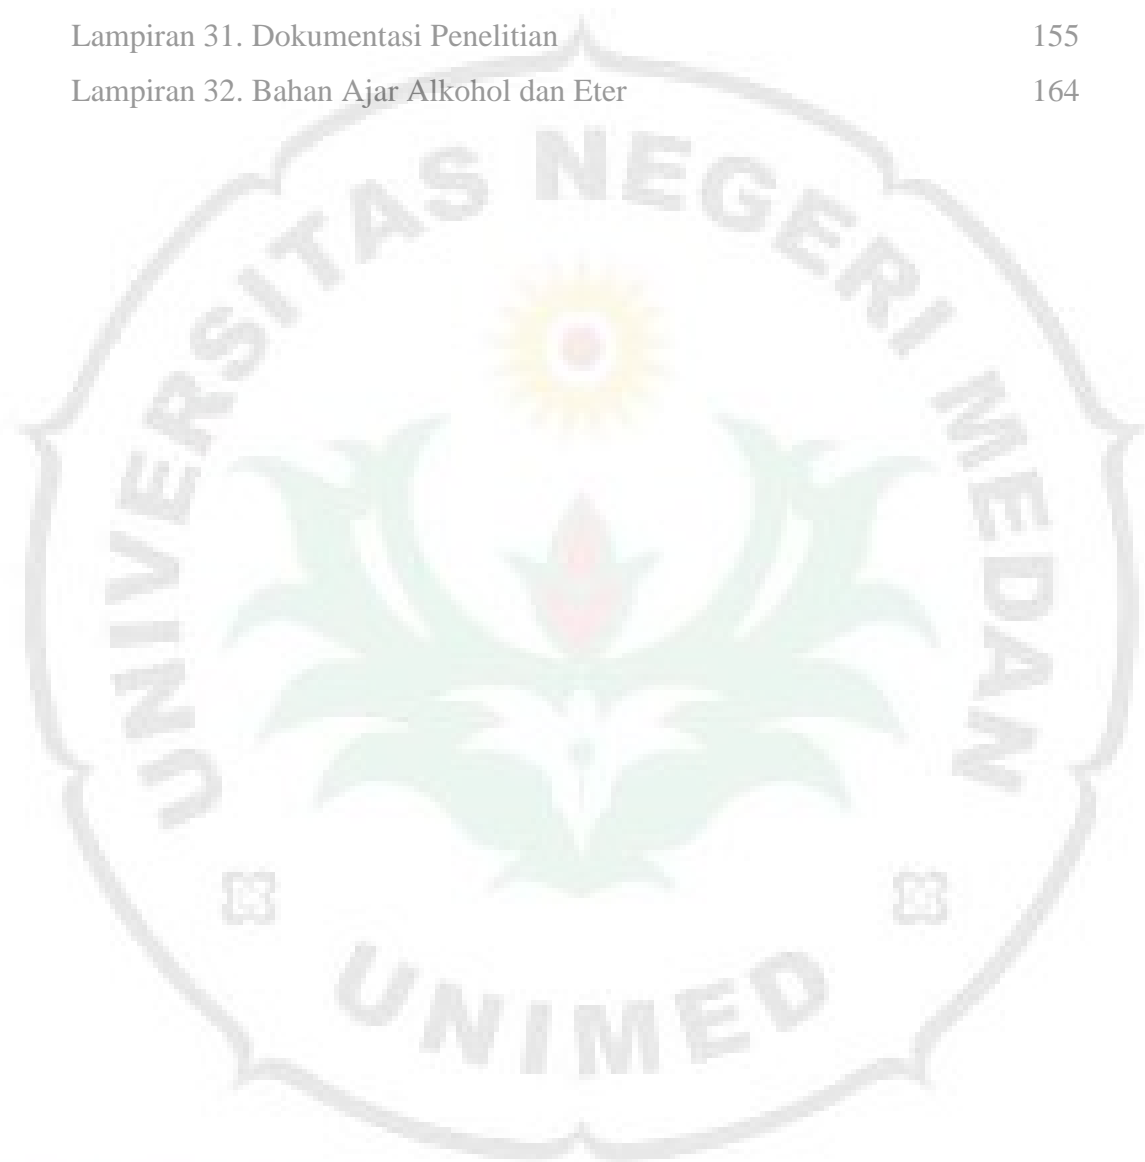 Lampiran 31. Dokumentasi Penelitian 155
Lampiran 32. Bahan Ajar Alkohol dan Eter 164
UNIVERSITAS NEGERI MEDAN
UNIMED